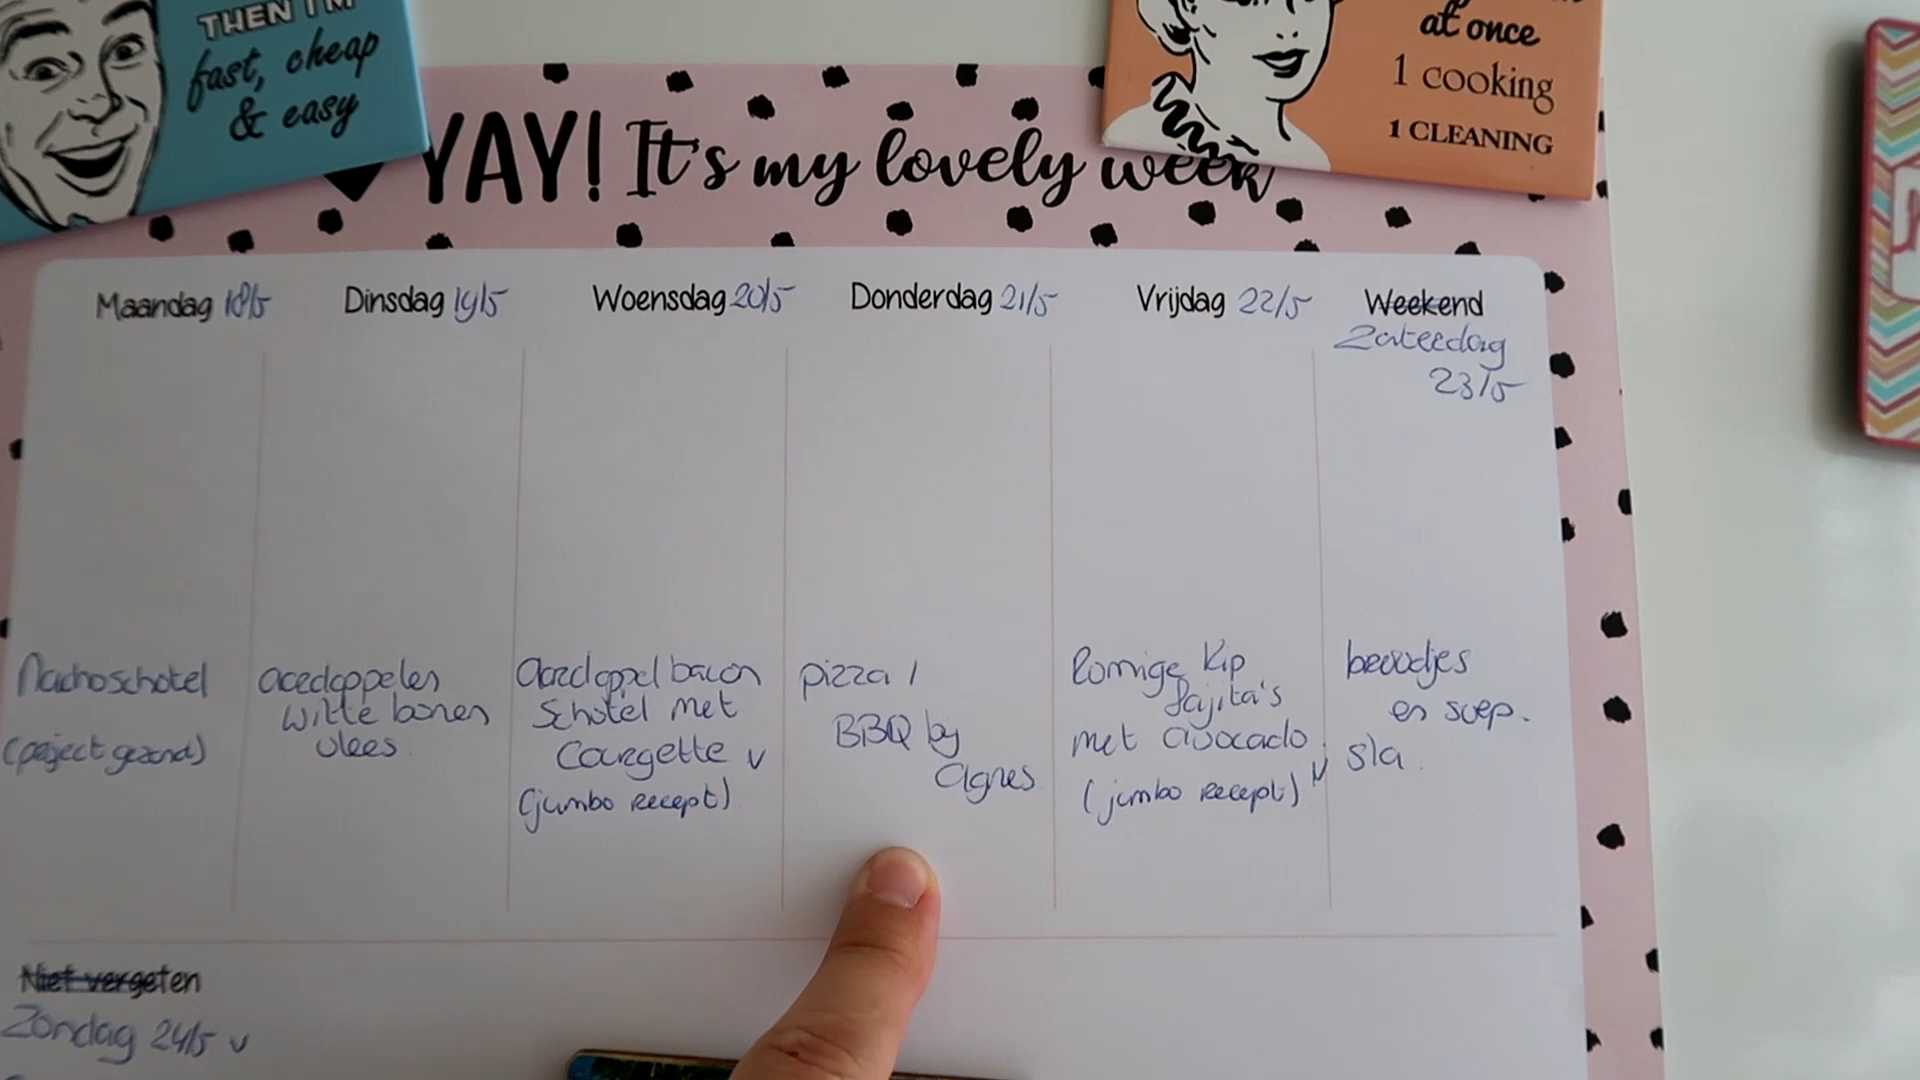 THEN I'M
fast, cheap
& easy
at once
1 cooking
1 CLEANING
YAY! It's my lovely week
Maandag 18/5
Dinsdag 19/5
Woensdag 20/5
Donderdag 21/5
Vrijdag 22/5
Weekend
Zaterdag
23/5
Nachoschotel
(project gezond)
aardappelen
witte bonen
vlees
Aardappel bacon
Schotel met
Courgette v
(jumbo recept)
pizza /
BBQ by
Agnes
Romige Kip
fajita's
met avocado
(jumbo recept) v
broodjes
en soep.
sla.
Niet vergeten
Zondag 24/5 v